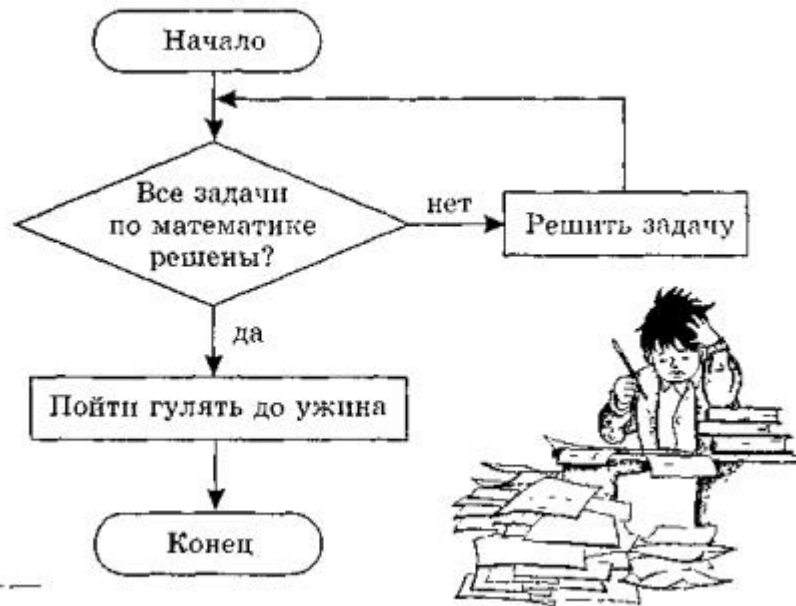 Начало
Все задачи
по математике
решены?
нет
Решить задачу
да
Пойти гулять до ужина
Конец